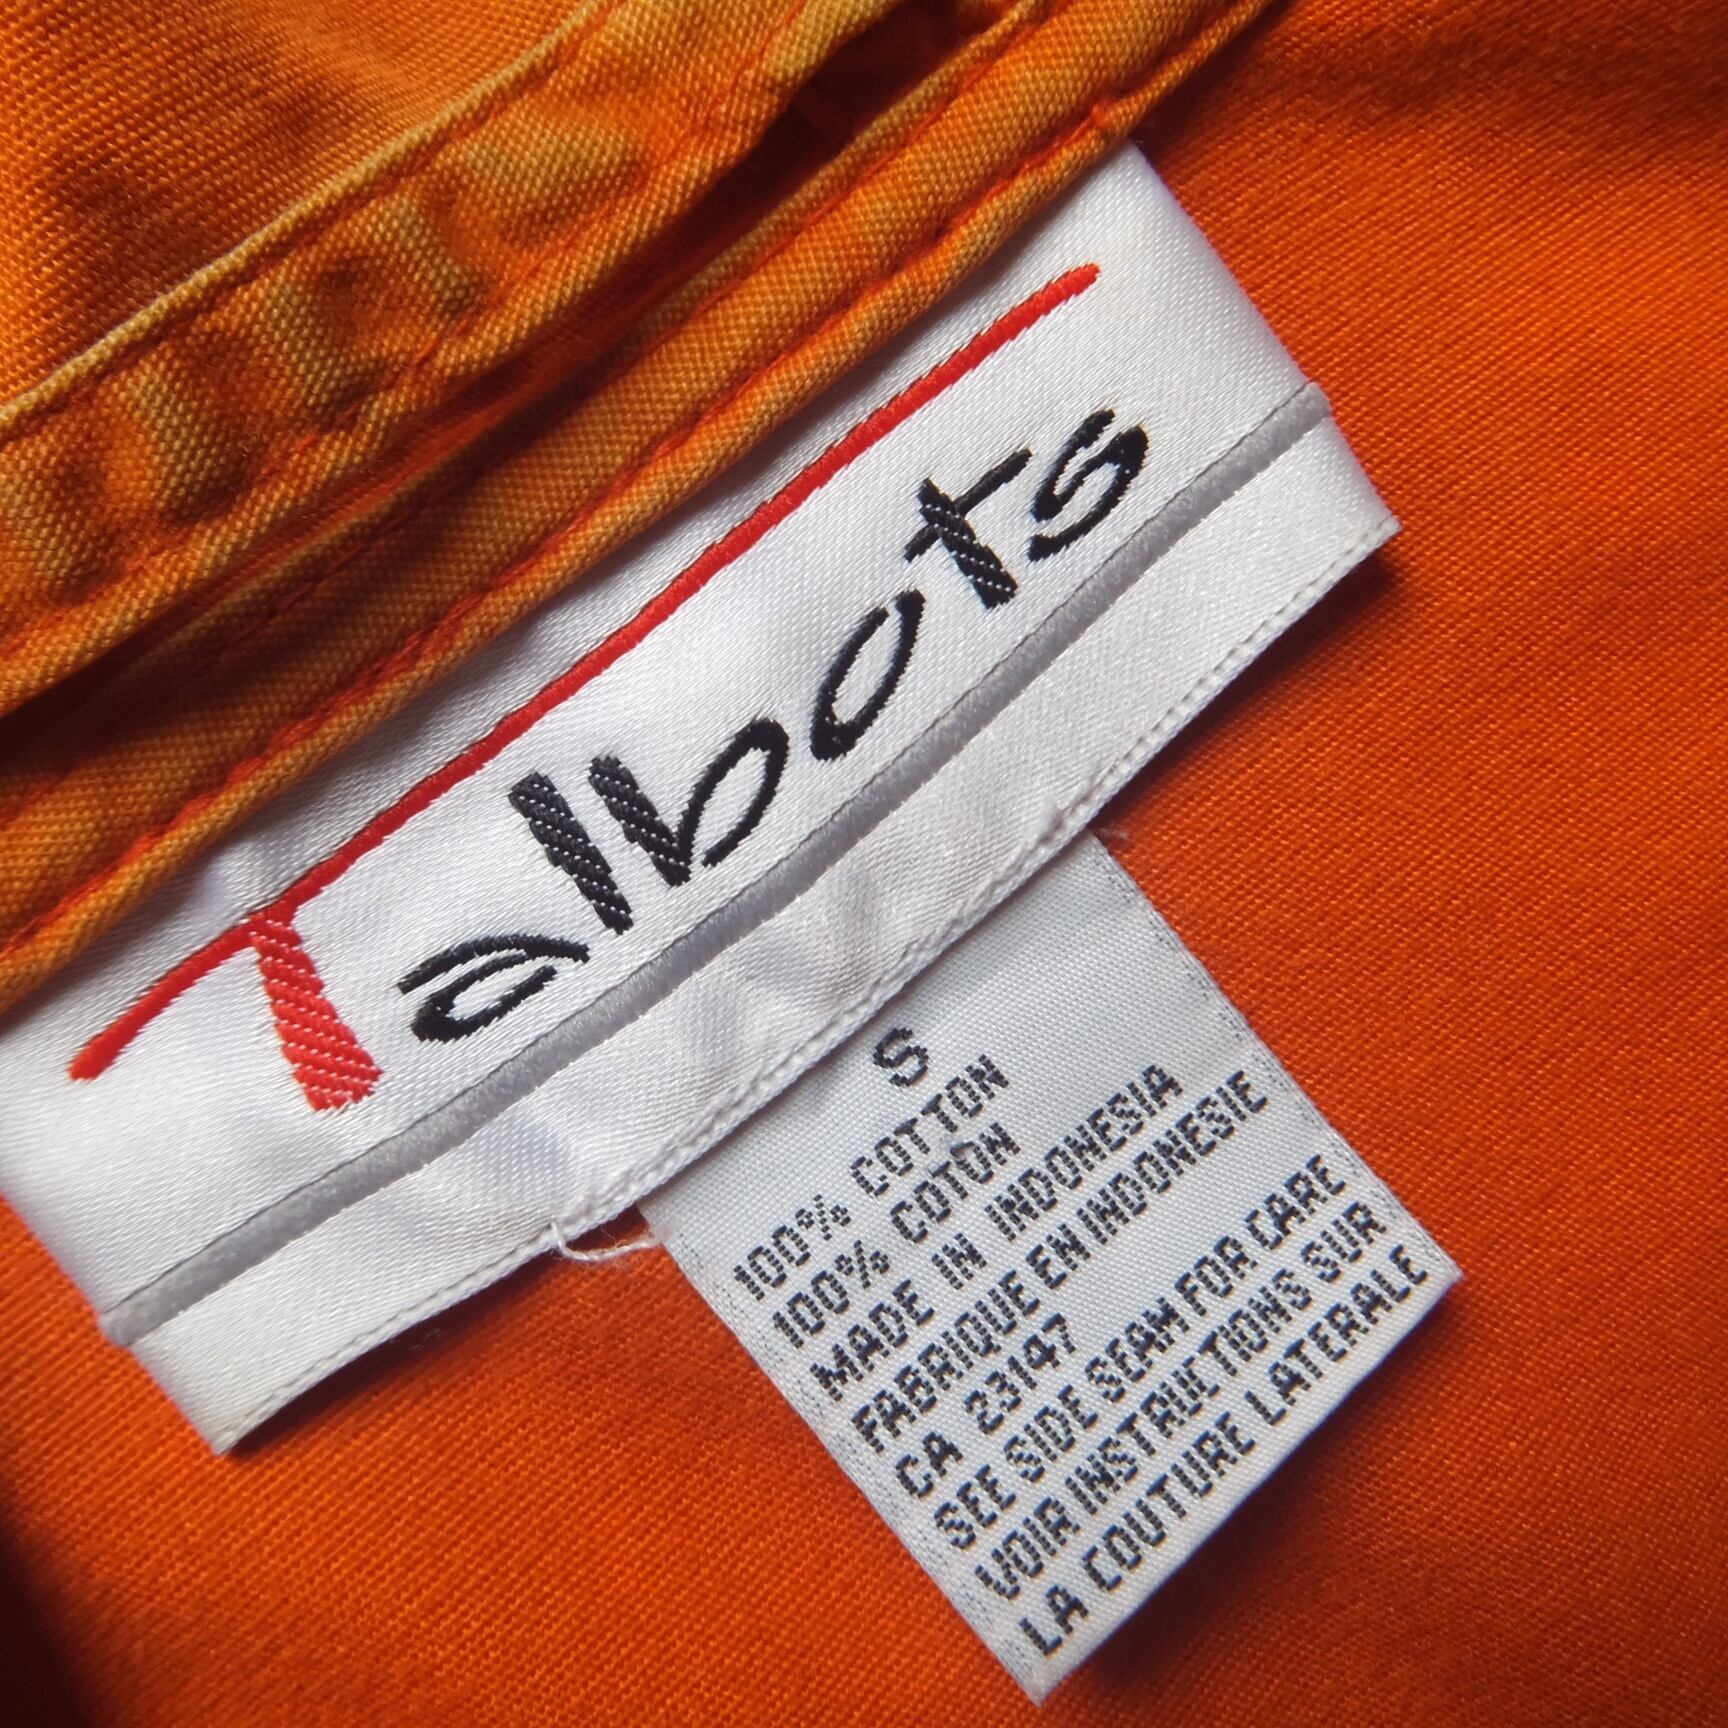 Talbots
S
100% COTTON
100% COTON
MADE IN INDONESIA
FABRIQUE EN INDONESIE
CA 23147
SEE SIDE SEAM FOR CARE
VOIR INSTRUCTIONS SUR
LA COUTURE LATERALE